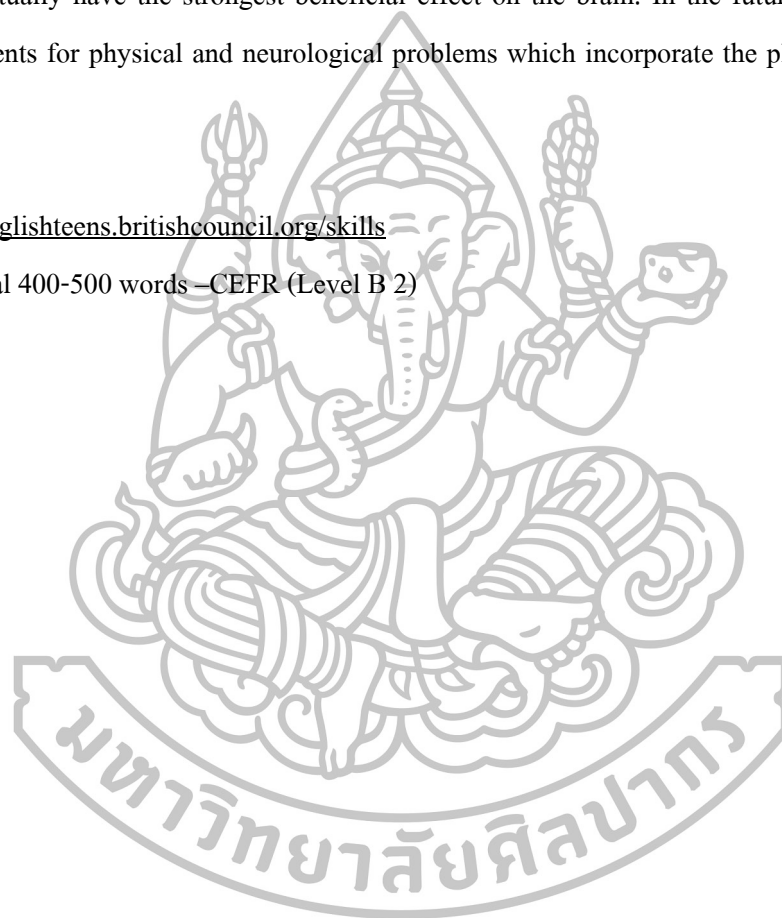 tually have the strongest beneficial effect on the brain. In the futur
ents for physical and neurological problems which incorporate the p
glishteens.britishcouncil.org/skills
al 400-500 words –CEFR (Level B 2)
มหาวิทยาลัยศิลปากร